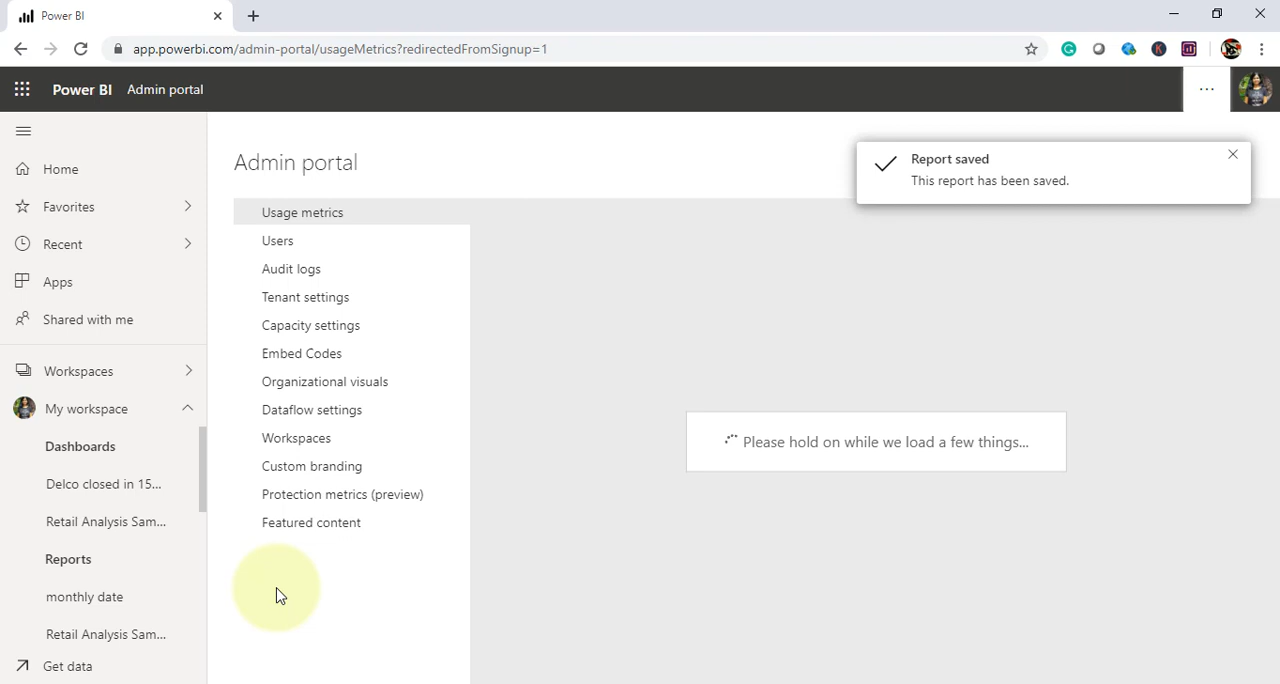 Power BI
app.powerbi.com/admin-portal/usageMetrics?redirectedFromSignup=1
Power BI Admin portal
Home
Favorites
Recent
Apps
Shared with me
Workspaces
My workspace
Dashboards
Delco closed in 15...
Retail Analysis Sam...
Reports
monthly date
Retail Analysis Sam...
Get data
Admin portal
Usage metrics
Users
Audit logs
Tenant settings
Capacity settings
Embed Codes
Organizational visuals
Dataflow settings
Workspaces
Custom branding
Protection metrics (preview)
Featured content
Report saved
This report has been saved.
Please hold on while we load a few things...